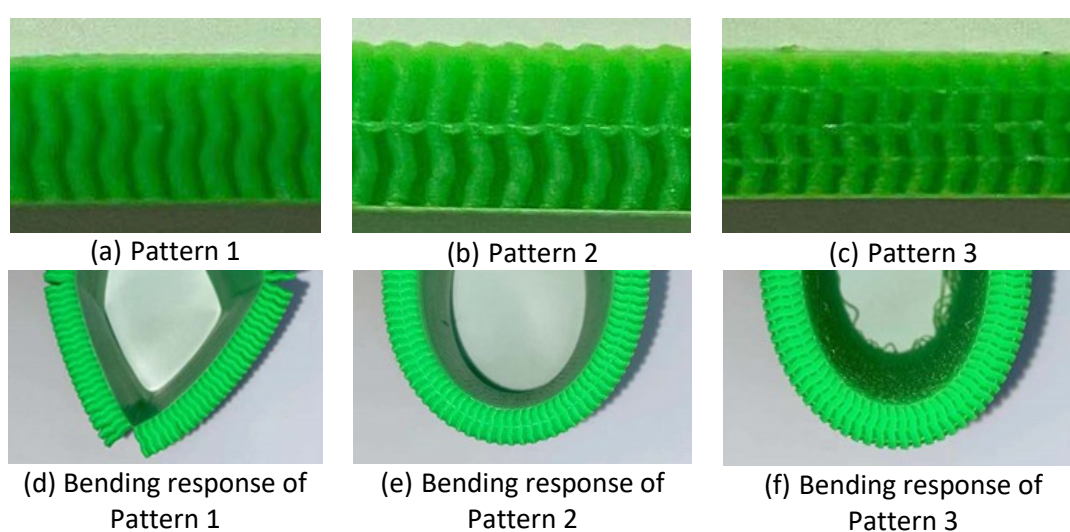 (a) Pattern 1
(b) Pattern 2
(c) Pattern 3
(d) Bending response of
Pattern 1
(e) Bending response of
Pattern 2
(f) Bending response of
Pattern 3